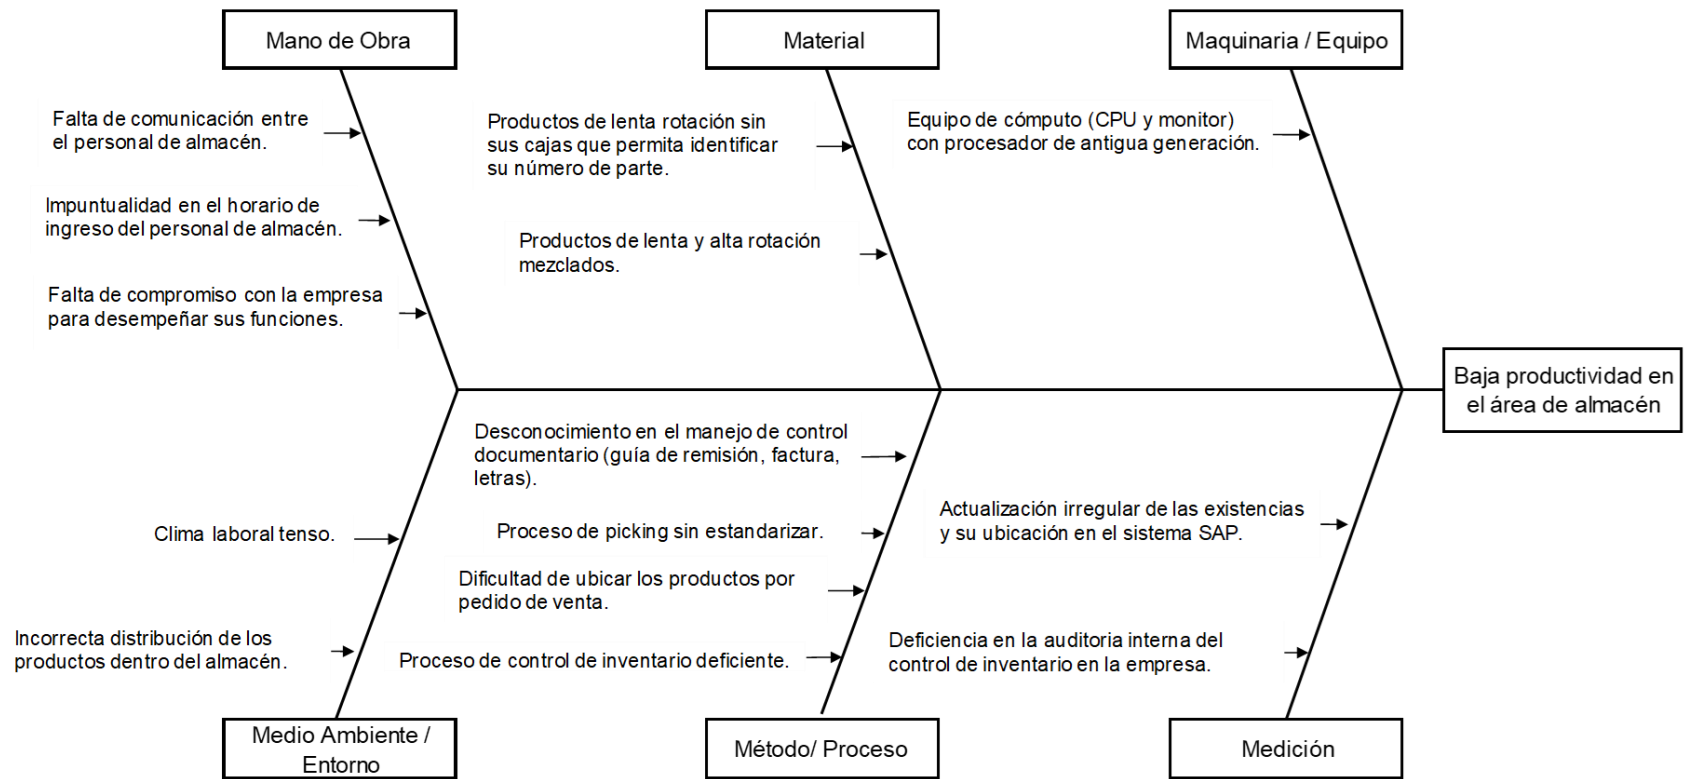 Mano de Obra
Material
Maquinaria / Equipo
Falta de comunicación entre
el personal de almacén.
Impuntualidad en el horario de
ingreso del personal de almacén.
Falta de compromiso con la empresa
para desempeñar sus funciones.
Productos de lenta rotación sin
sus cajas que permita identificar
su número de parte.
Productos de lenta y alta rotación
mezclados.
Equipo de cómputo (CPU y monitor)
con procesador de antigua generación.
Baja productividad en
el área de almacén
Clima laboral tenso.
Incorrecta distribución de los
productos dentro del almacén.
Desconocimiento en el manejo de control
documentario (guía de remisión, factura,
letras).
Proceso de picking sin estandarizar.
Dificultad de ubicar los productos por
pedido de venta.
Proceso de control de inventario deficiente.
Actualización irregular de las existencias
y su ubicación en el sistema SAP.
Deficiencia en la auditoria interna del
control de inventario en la empresa.
Medio Ambiente /
Entorno
Método/ Proceso
Medición